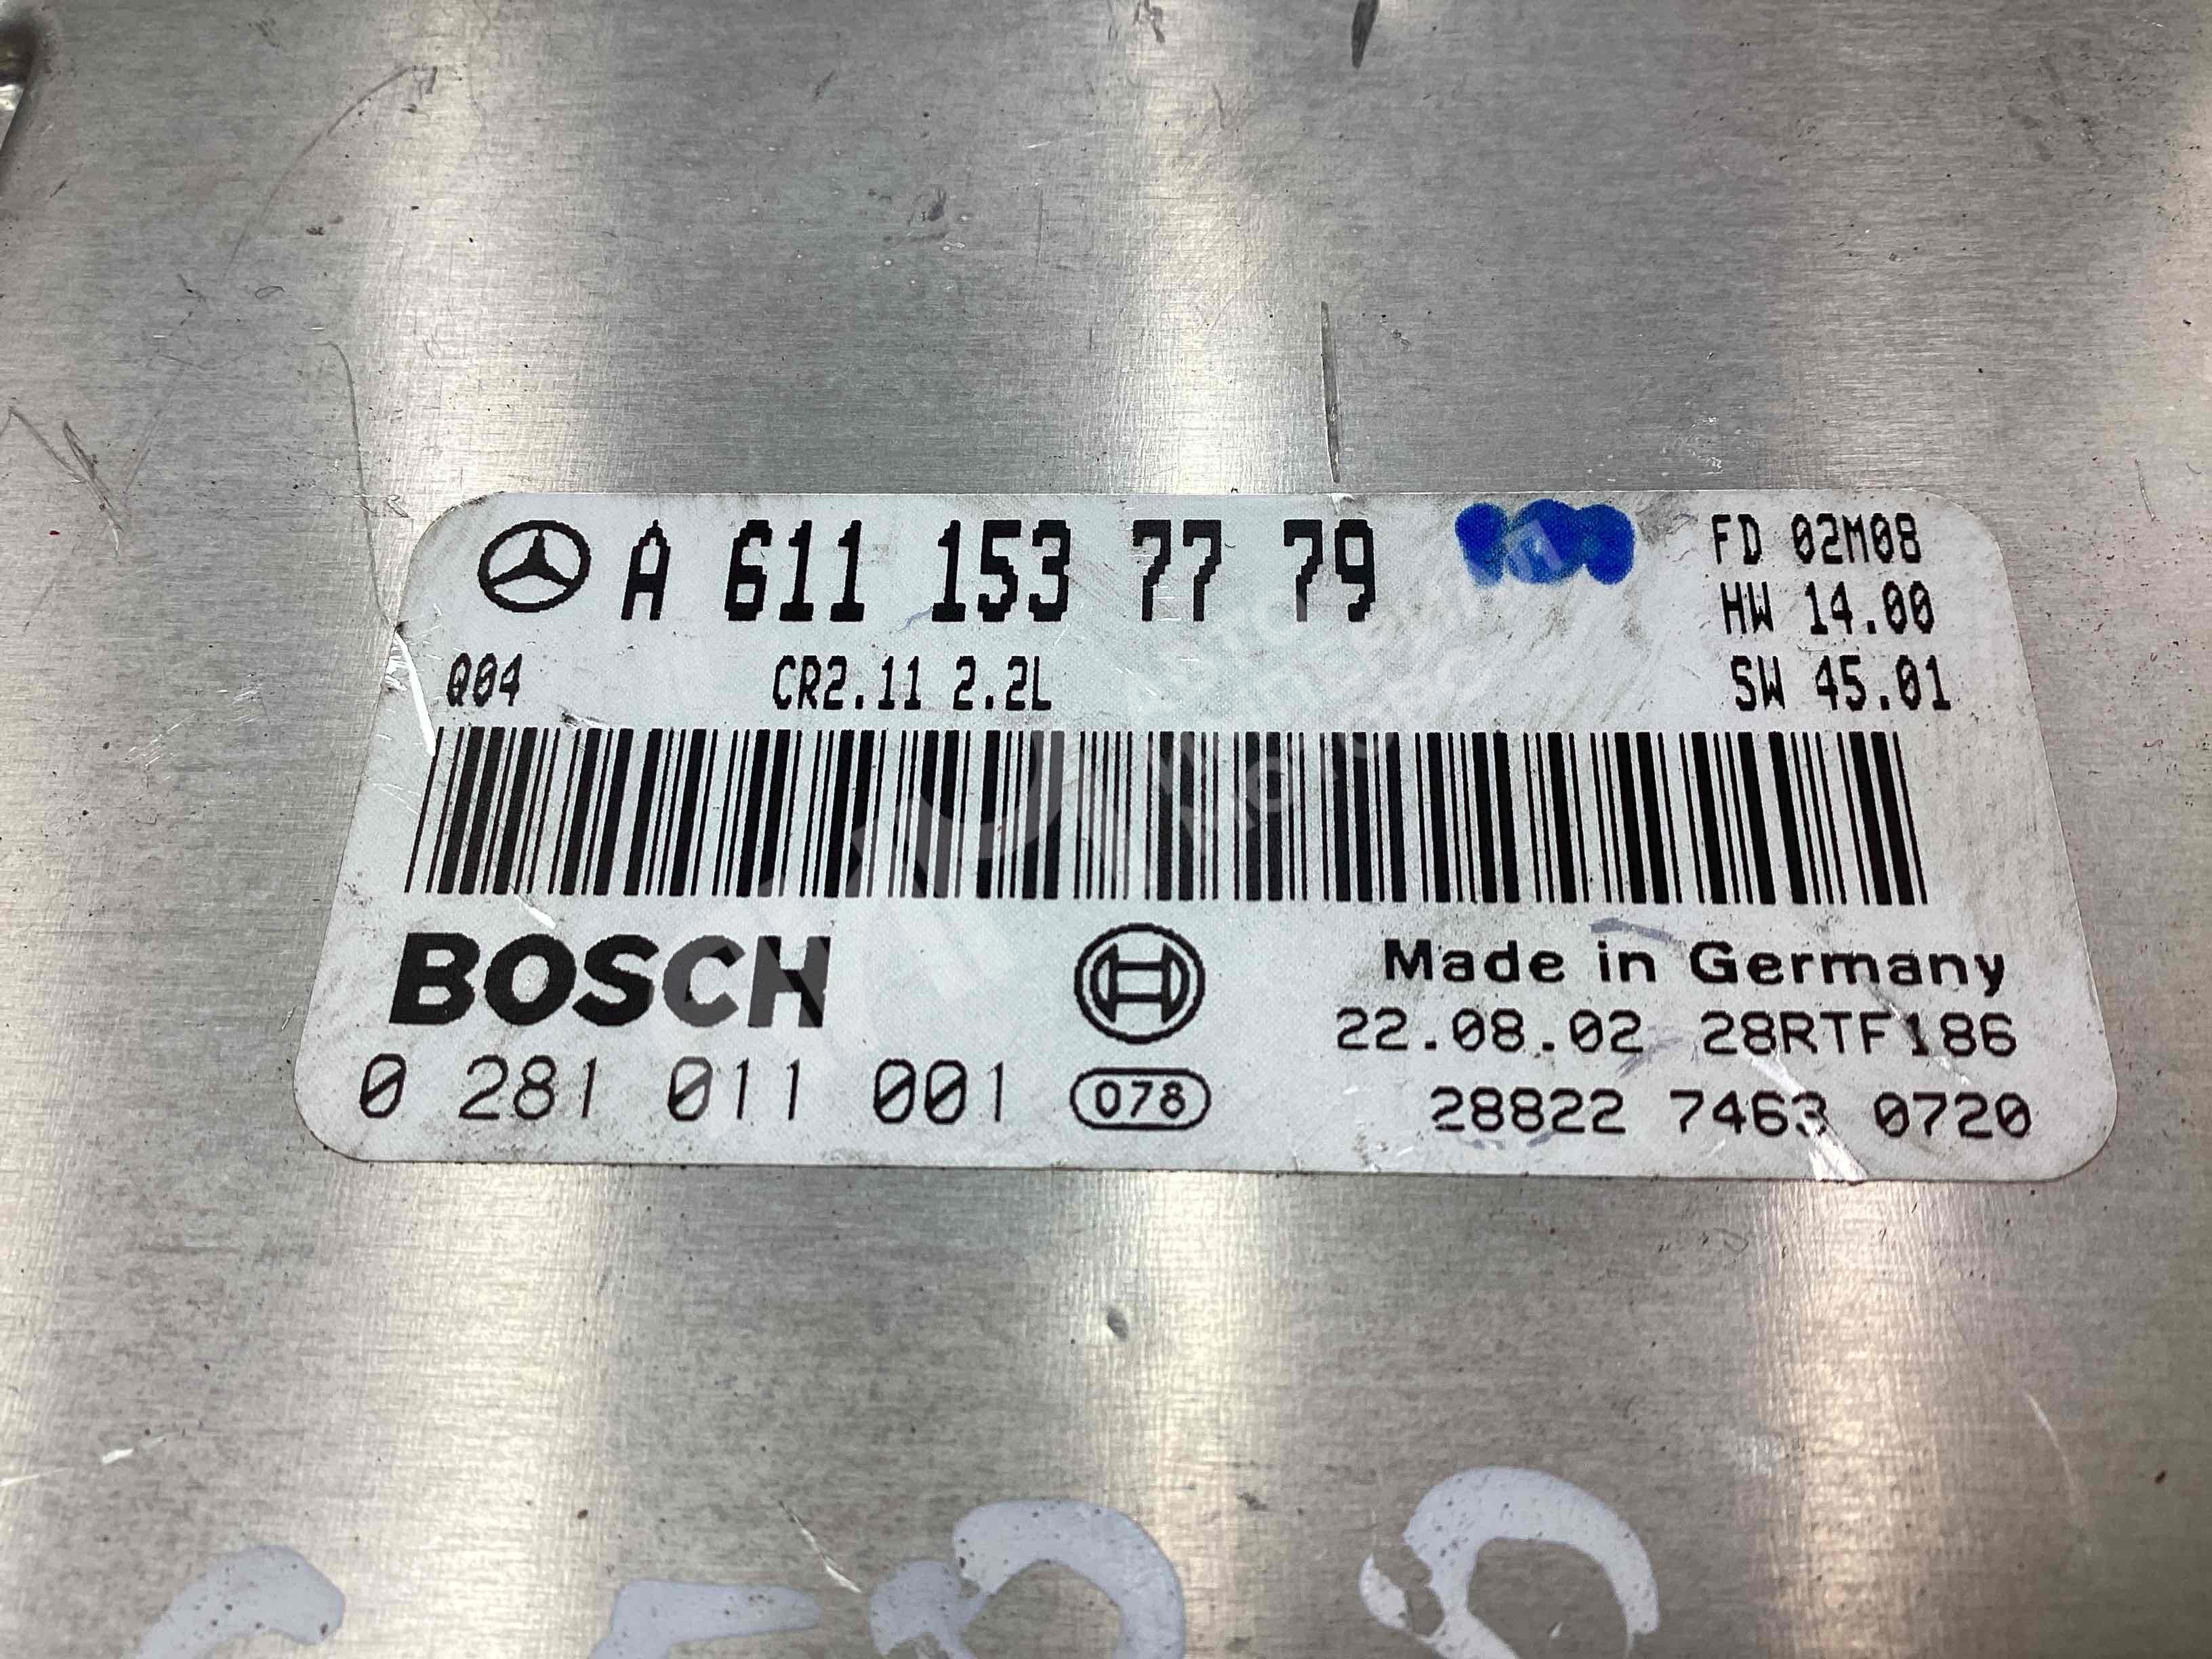 A 611 153 77 79
FD 02M08
HW 14.00
Q04 CR2.11 2.2L SW 45.01
BOSCH
Made in Germany
22.08.02 28RTF186
0 281 011 001 078
28822 7463 0720